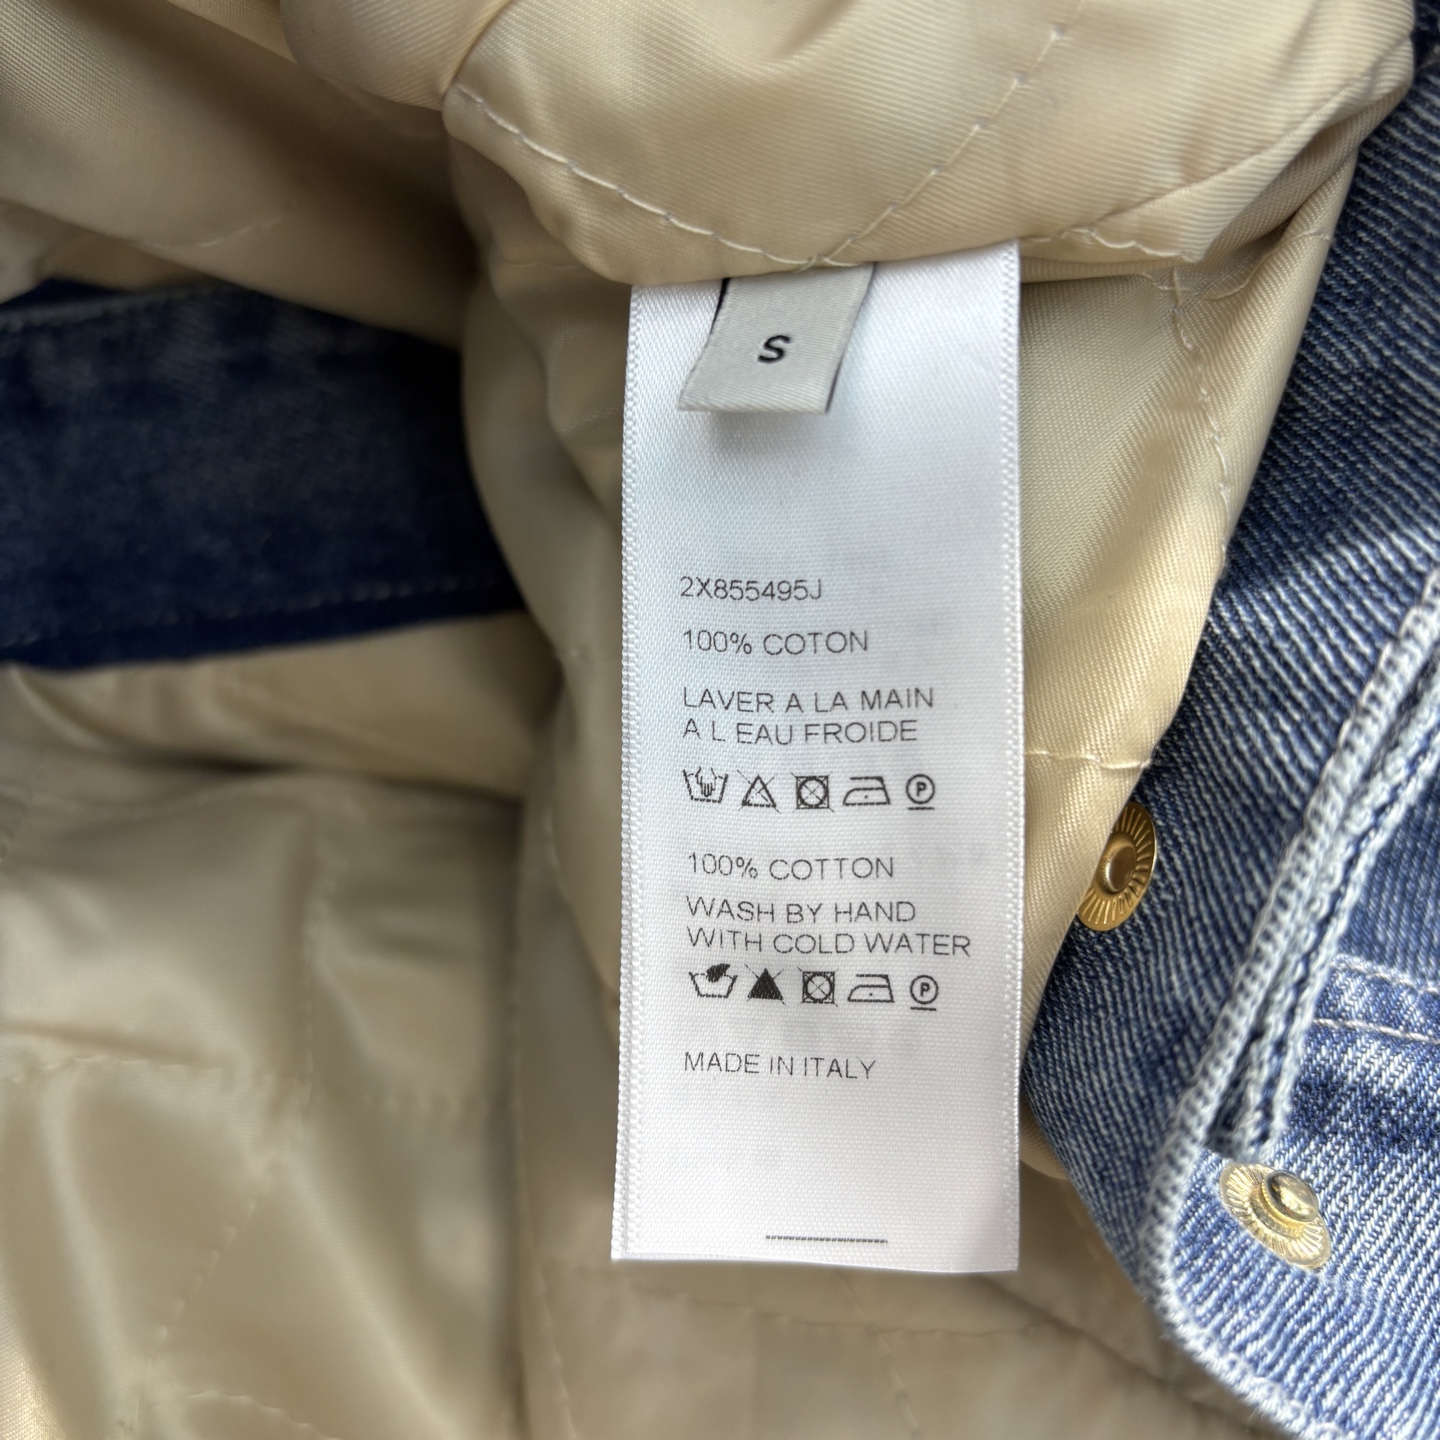 S
2X855495J
100% COTON
LAVER A LA MAIN
A L EAU FROIDE
P
100% COTTON
WASH BY HAND
WITH COLD WATER
P
MADE IN ITALY